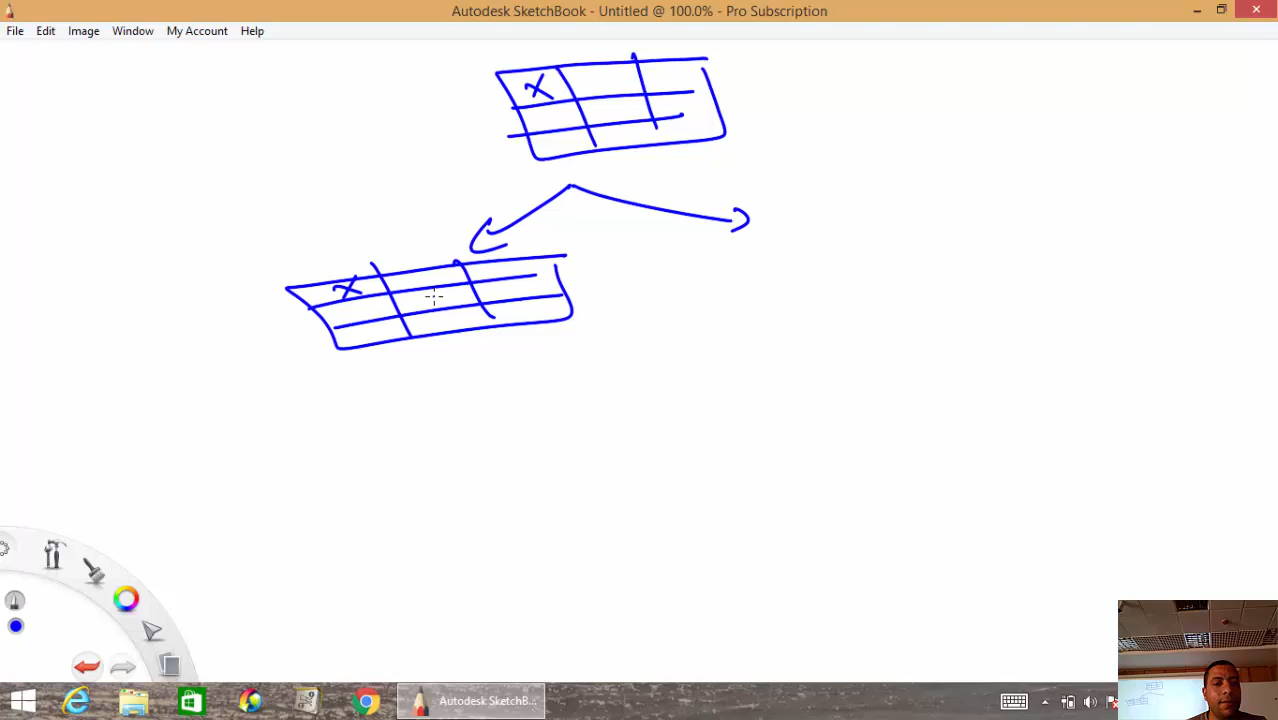 Autodesk SketchBook - Untitled @ 100.0% - Pro Subscription
File Edit Image Window My Account Help
X
X
Autodesk SketchB...